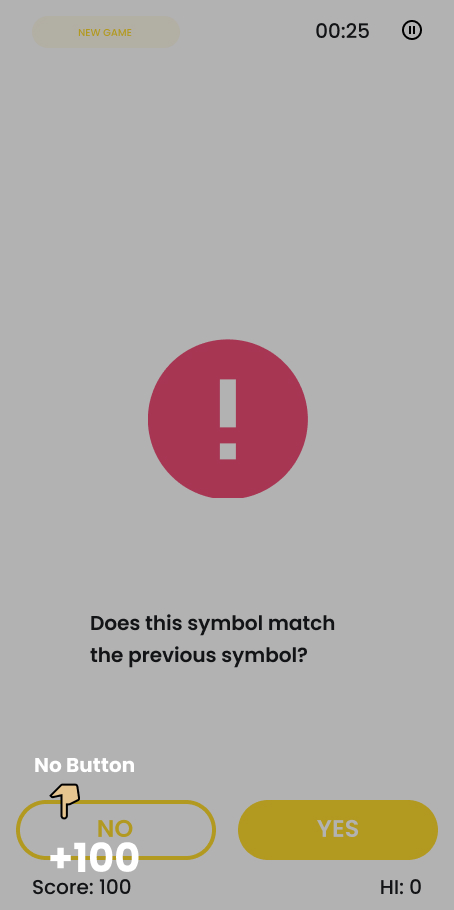 NEW GAME
00:25
!
Does this symbol match
the previous symbol?
No Button
NO
YES
+100
Score: 100
HI: 0